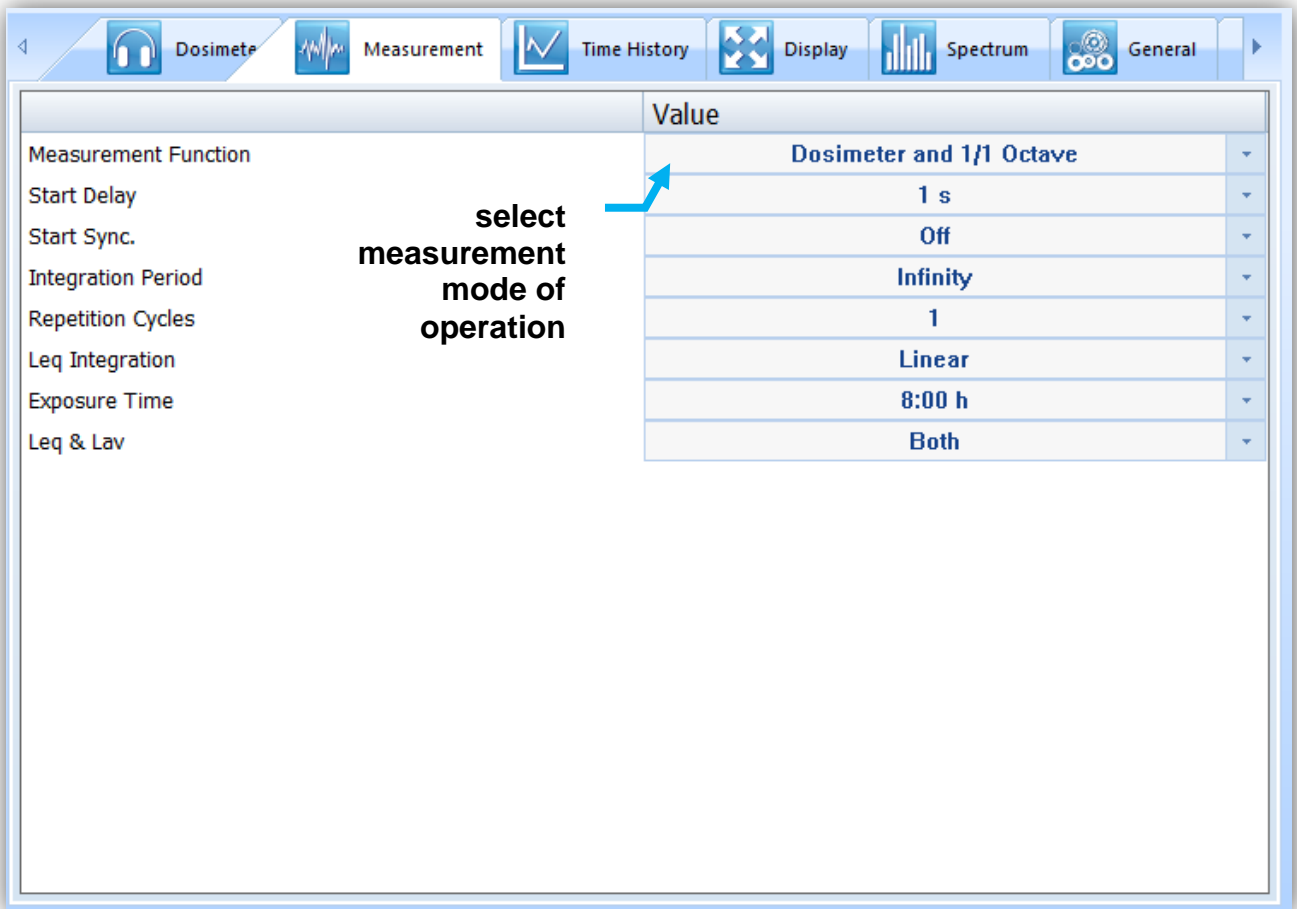 Dosimete Measurement Time History Display Spectrum General
Value
Measurement Function Dosimeter and 1/1 Octave
Start Delay 1 s
Start Sync. Off
Integration Period Infinity
Repetition Cycles 1
Leq Integration Linear
Exposure Time 8:00 h
Leq & Lav Both
select
measurement
mode of
operation